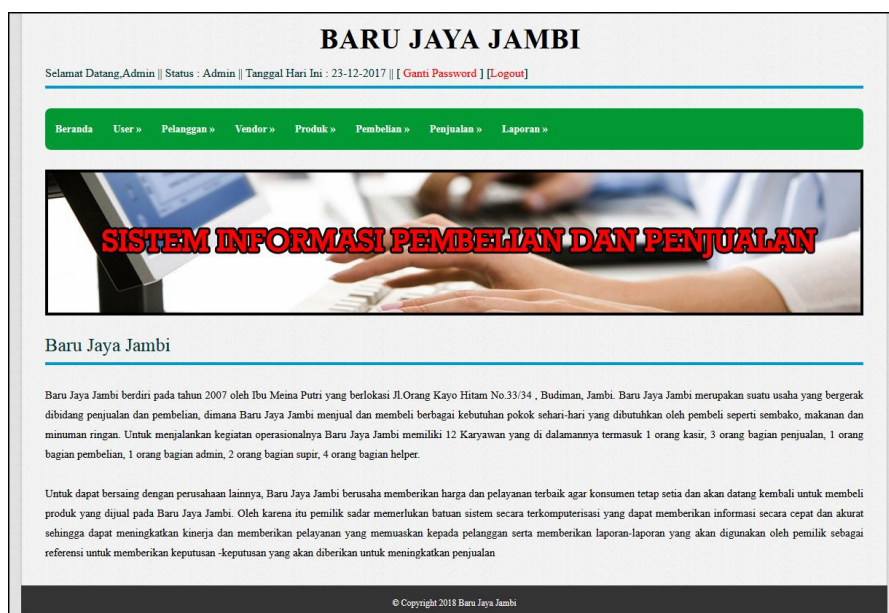 BARU JAYA JAMBI
Selamat Datang,Admin || Status : Admin || Tanggal Hari Ini : 23-12-2017 || [ Ganti Password ] [Logout]
Beranda User » Pelanggan » Vendor » Produk » Pembelian » Penjualan » Laporan »
SISTEM INFORMASI PEMBELIAN DAN PENJUALAN
Baru Jaya Jambi
Baru Jaya Jambi berdiri pada tahun 2007 oleh Ibu Meina Putri yang berlokasi Jl.Orang Kayo Hitam No.33/34 , Budiman, Jambi. Baru Jaya Jambi merupakan suatu usaha yang bergerak
dibidang penjualan dan pembelian, dimana Baru Jaya Jambi menjual dan membeli berbagai kebutuhan pokok sehari-hari yang dibutuhkan oleh pembeli seperti sembako, makanan dan
minuman ringan. Untuk menjalankan kegiatan operasionalnya Baru Jaya Jambi memiliki 12 Karyawan yang di dalamannya termasuk 1 orang kasir, 3 orang bagian penjualan, 1 orang
bagian pembelian, 1 orang bagian admin, 2 orang bagian supir, 4 orang bagian helper.
Untuk dapat bersaing dengan perusahaan lainnya, Baru Jaya Jambi berusaha memberikan harga dan pelayanan terbaik agar konsumen tetap setia dan akan datang kembali untuk membeli
produk yang dijual pada Baru Jaya Jambi. Oleh karena itu pemilik sadar memerlukan batuan sistem secara terkomputerisasi yang dapat memberikan informasi secara cepat dan akurat
sehingga dapat meningkatkan kinerja dan memberikan pelayanan yang memuaskan kepada pelanggan serta memberikan laporan-laporan yang akan digunakan oleh pemilik sebagai
referensi untuk memberikan keputusan -keputusan yang akan diberikan untuk meningkatkan penjualan
© Copyright 2018 Baru Jaya Jambi